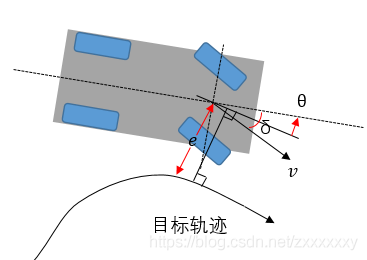 θ
δ
e
v
目标轨迹
https://blog.csdn.net/zxxxxxxy